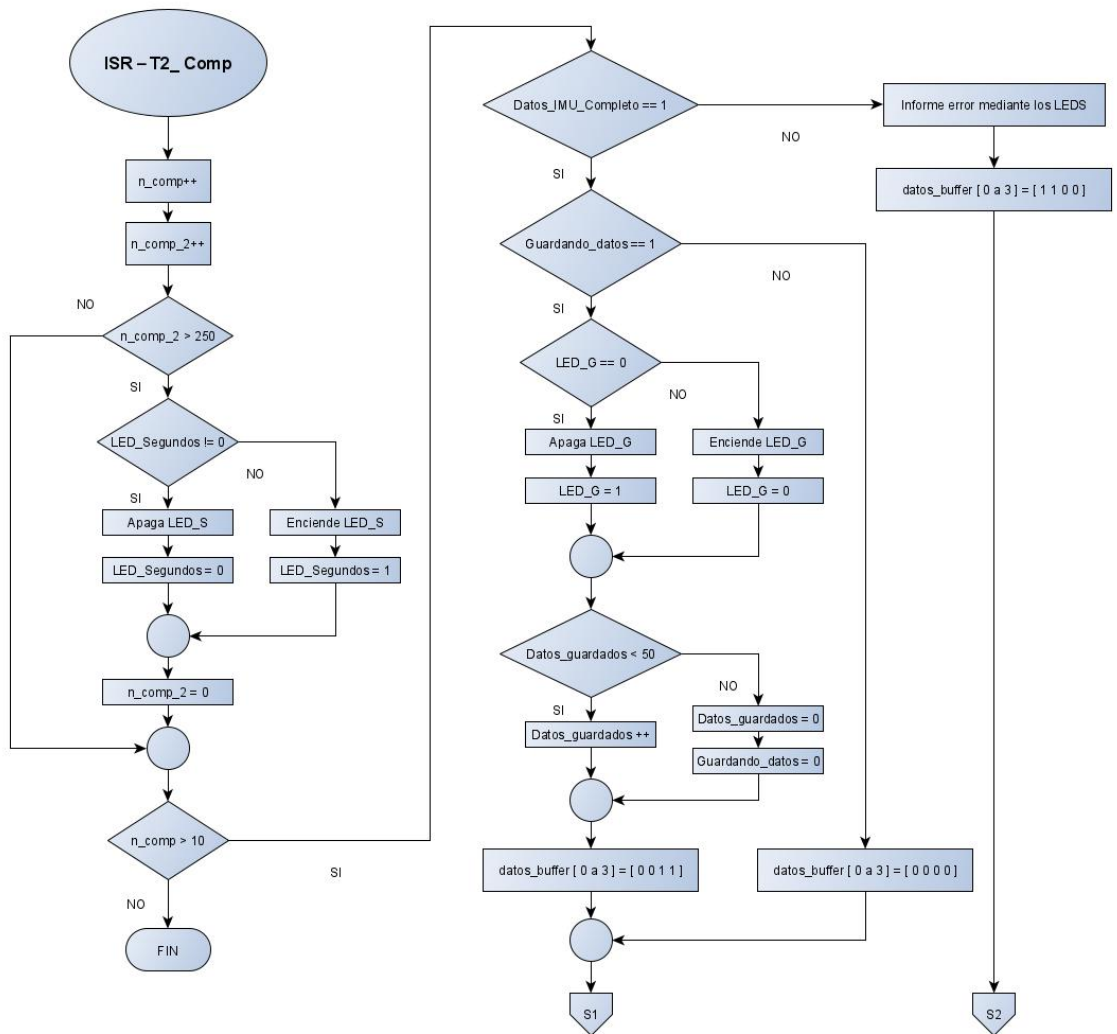 ISR – T2_ Comp
n_comp++
n_comp_2++
NO
n_comp_2 > 250
SI
LED_Segundos != 0
NO
SI
Apaga LED_S
Enciende LED_S
LED_Segundos = 0
LED_Segundos = 1
n_comp_2 = 0
n_comp > 10
SI
NO
FIN
Datos_IMU_Completo == 1
NO
Informe error mediante los LEDS
datos_buffer [ 0 a 3 ] = [ 1 1 0 0 ]
SI
Guardando_datos == 1
NO
SI
LED_G == 0
NO
SI
Apaga LED_G
Enciende LED_G
LED_G = 1
LED_G = 0
Datos_guardados < 50
NO
SI
Datos_guardados ++
Datos_guardados = 0
Guardando_datos = 0
datos_buffer [ 0 a 3 ] = [ 0 0 1 1 ]
datos_buffer [ 0 a 3 ] = [ 0 0 0 0 ]
S1
S2